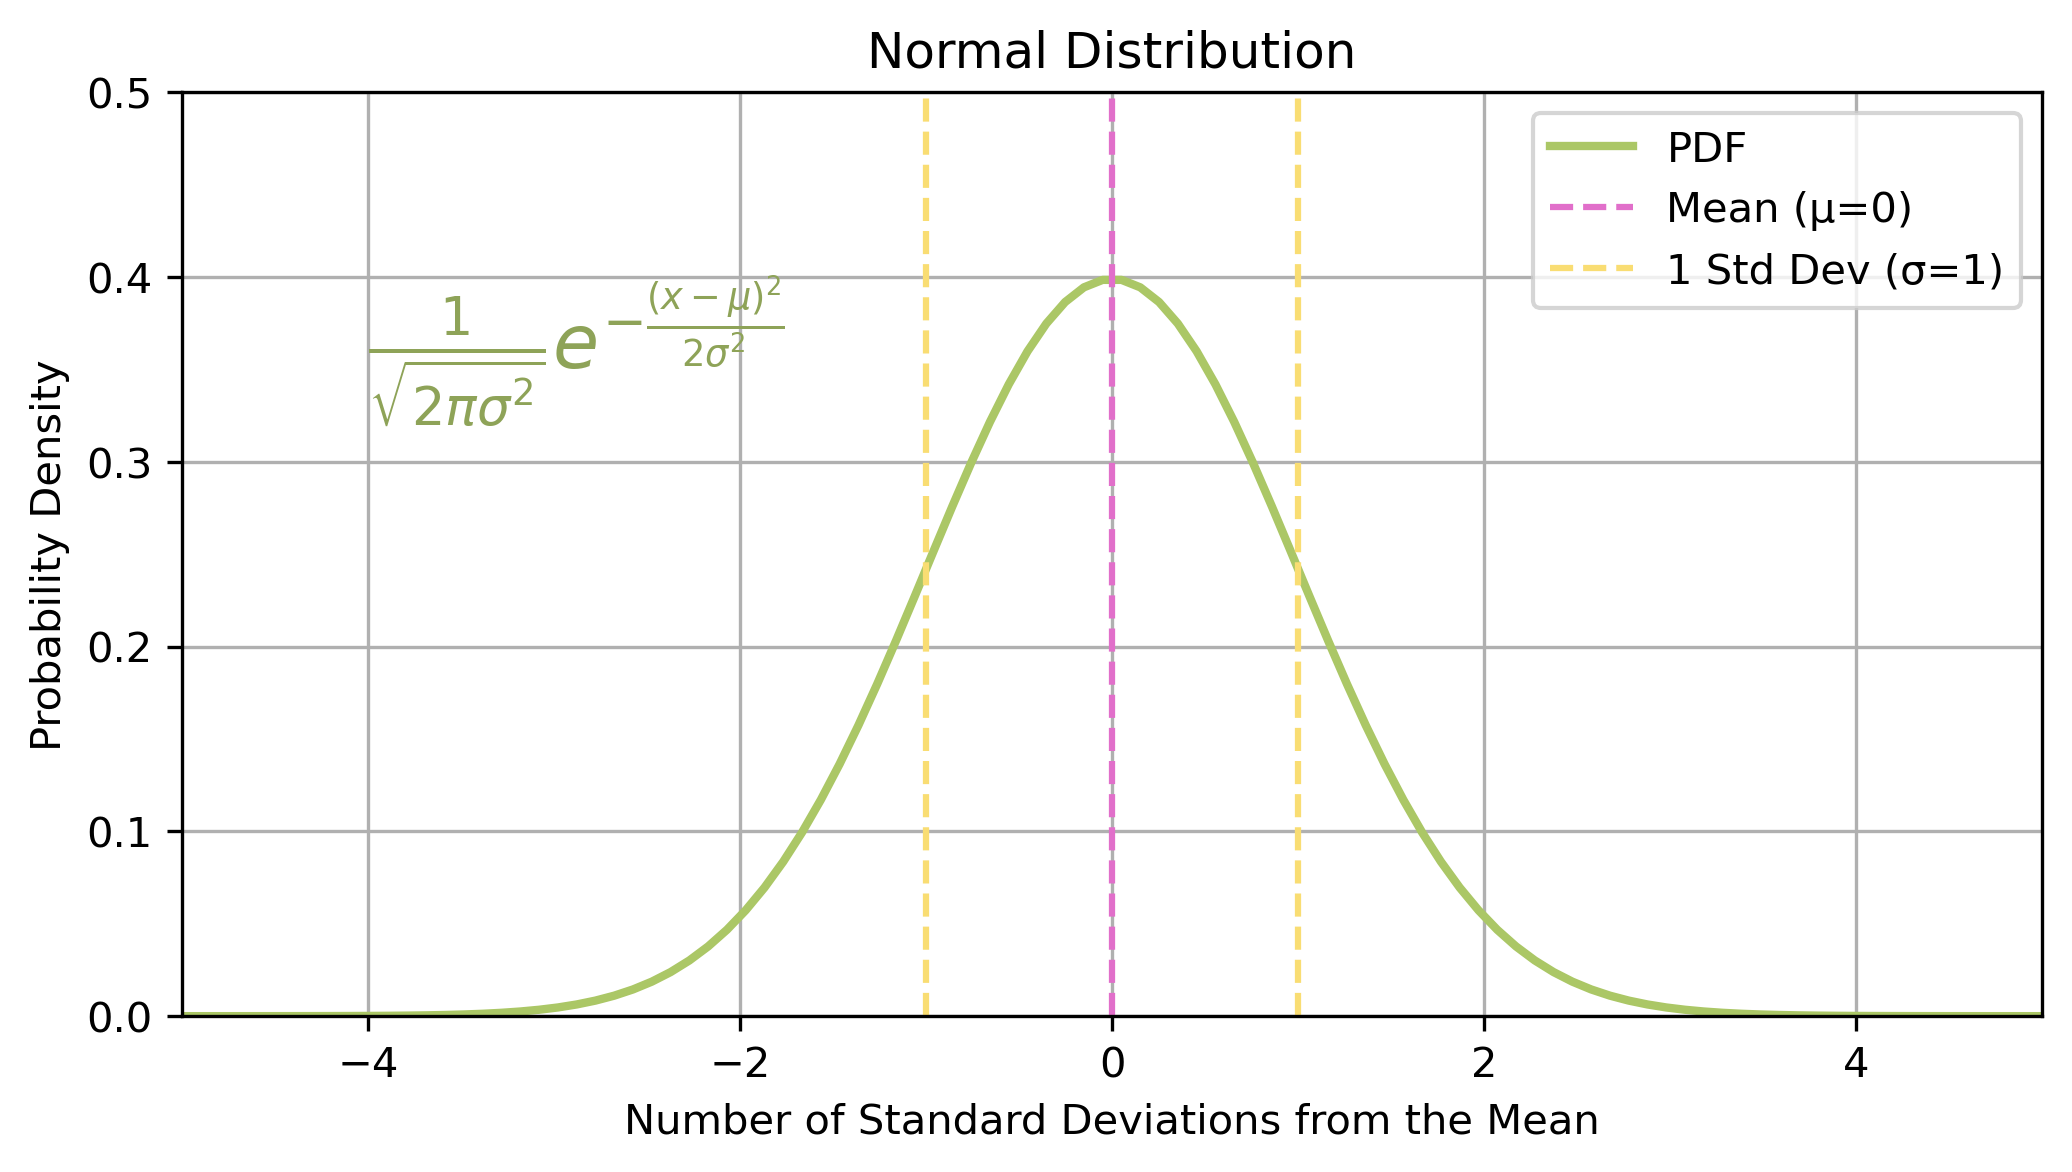 Normal Distribution
0.5
0.4
0.3
0.2
0.1
0.0
Probability Density
1
√2πσ²
e
−
(x − μ)²
2σ²
PDF
Mean (μ=0)
1 Std Dev (σ=1)
−4
−2
0
2
4
Number of Standard Deviations from the Mean